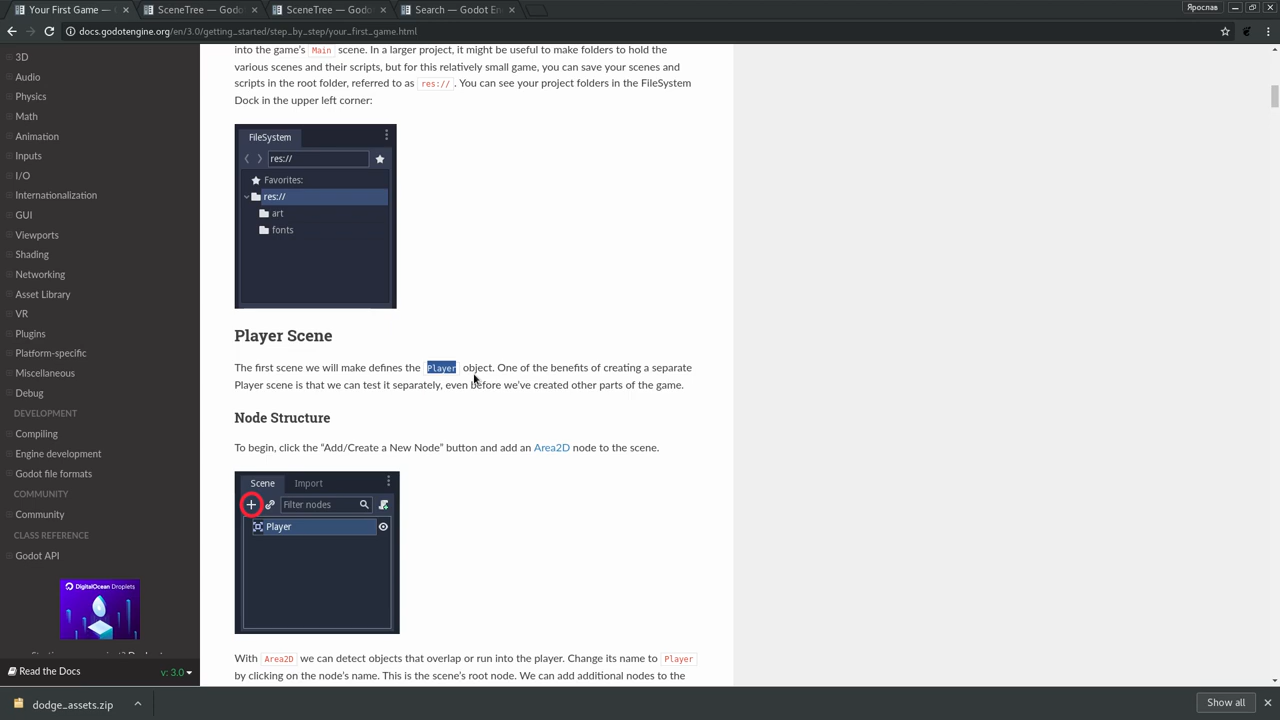 Your First Game —
SceneTree — Godo
SceneTree — Godo
Search — Godot En
Ярослав
docs.godotengine.org/en/3.0/getting_started/step_by_step/your_first_game.html
3D
Audio
Physics
Math
Animation
Inputs
I/O
Internationalization
GUI
Viewports
Shading
Networking
Asset Library
VR
Plugins
Platform-specific
Miscellaneous
Debug
DEVELOPMENT
Compiling
Engine development
Godot file formats
COMMUNITY
Community
CLASS REFERENCE
Godot API
DigitalOcean Droplets
Read the Docs
v: 3.0
into the game's Main scene. In a larger project, it might be useful to make folders to hold the
various scenes and their scripts, but for this relatively small game, you can save your scenes and
scripts in the root folder, referred to as res://. You can see your project folders in the FileSystem
Dock in the upper left corner:
FileSystem
res://
Favorites:
res://
art
fonts
Player Scene
The first scene we will make defines the Player object. One of the benefits of creating a separate
Player scene is that we can test it separately, even before we've created other parts of the game.
Node Structure
To begin, click the “Add/Create a New Node” button and add an Area2D node to the scene.
Scene Import
Filter nodes
Player
With Area2D we can detect objects that overlap or run into the player. Change its name to Player
by clicking on the node's name. This is the scene's root node. We can add additional nodes to the
dodge_assets.zip
Show all